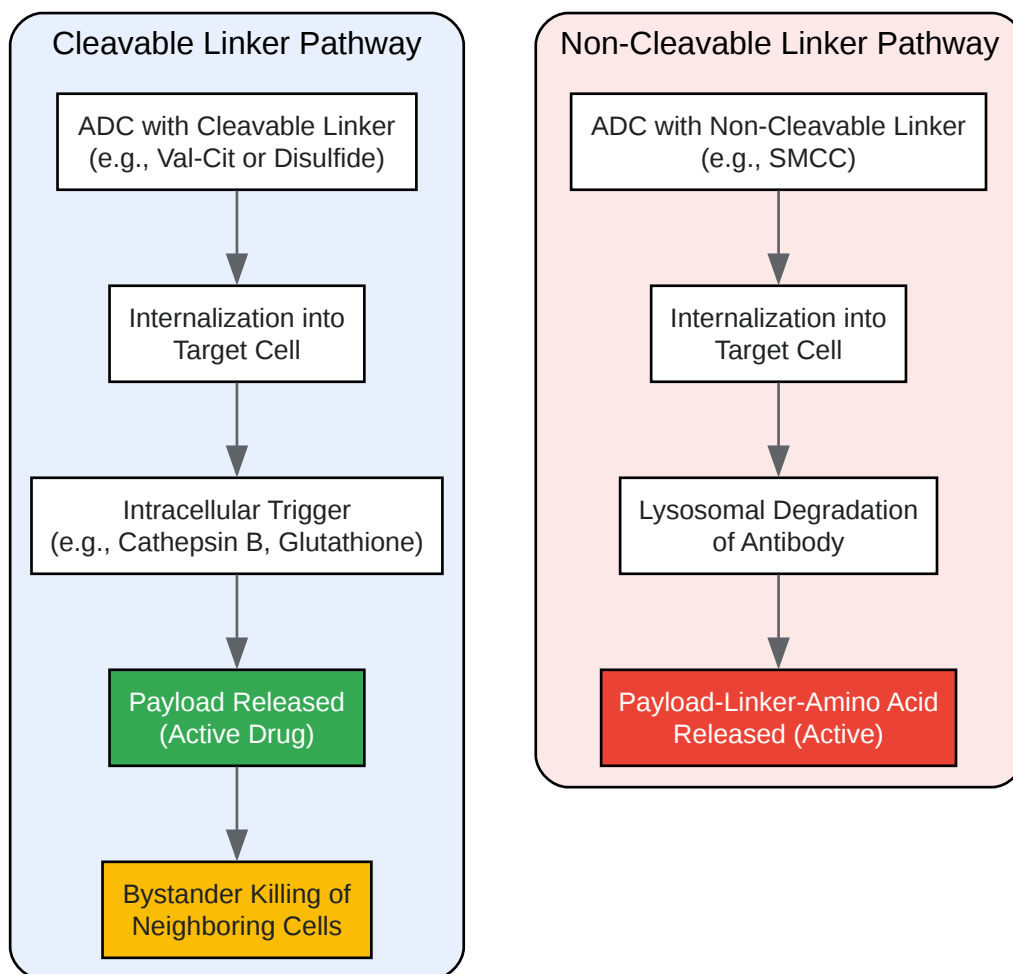 Cleavable Linker Pathway
ADC with Cleavable Linker
(e.g., Val-Cit or Disulfide)
Internalization into
Target Cell
Intracellular Trigger
(e.g., Cathepsin B, Glutathione)
Payload Released
(Active Drug)
Bystander Killing of
Neighboring Cells
Non-Cleavable Linker Pathway
ADC with Non-Cleavable Linker
(e.g., SMCC)
Internalization into
Target Cell
Lysosomal Degradation
of Antibody
Payload-Linker-Amino Acid
Released (Active)